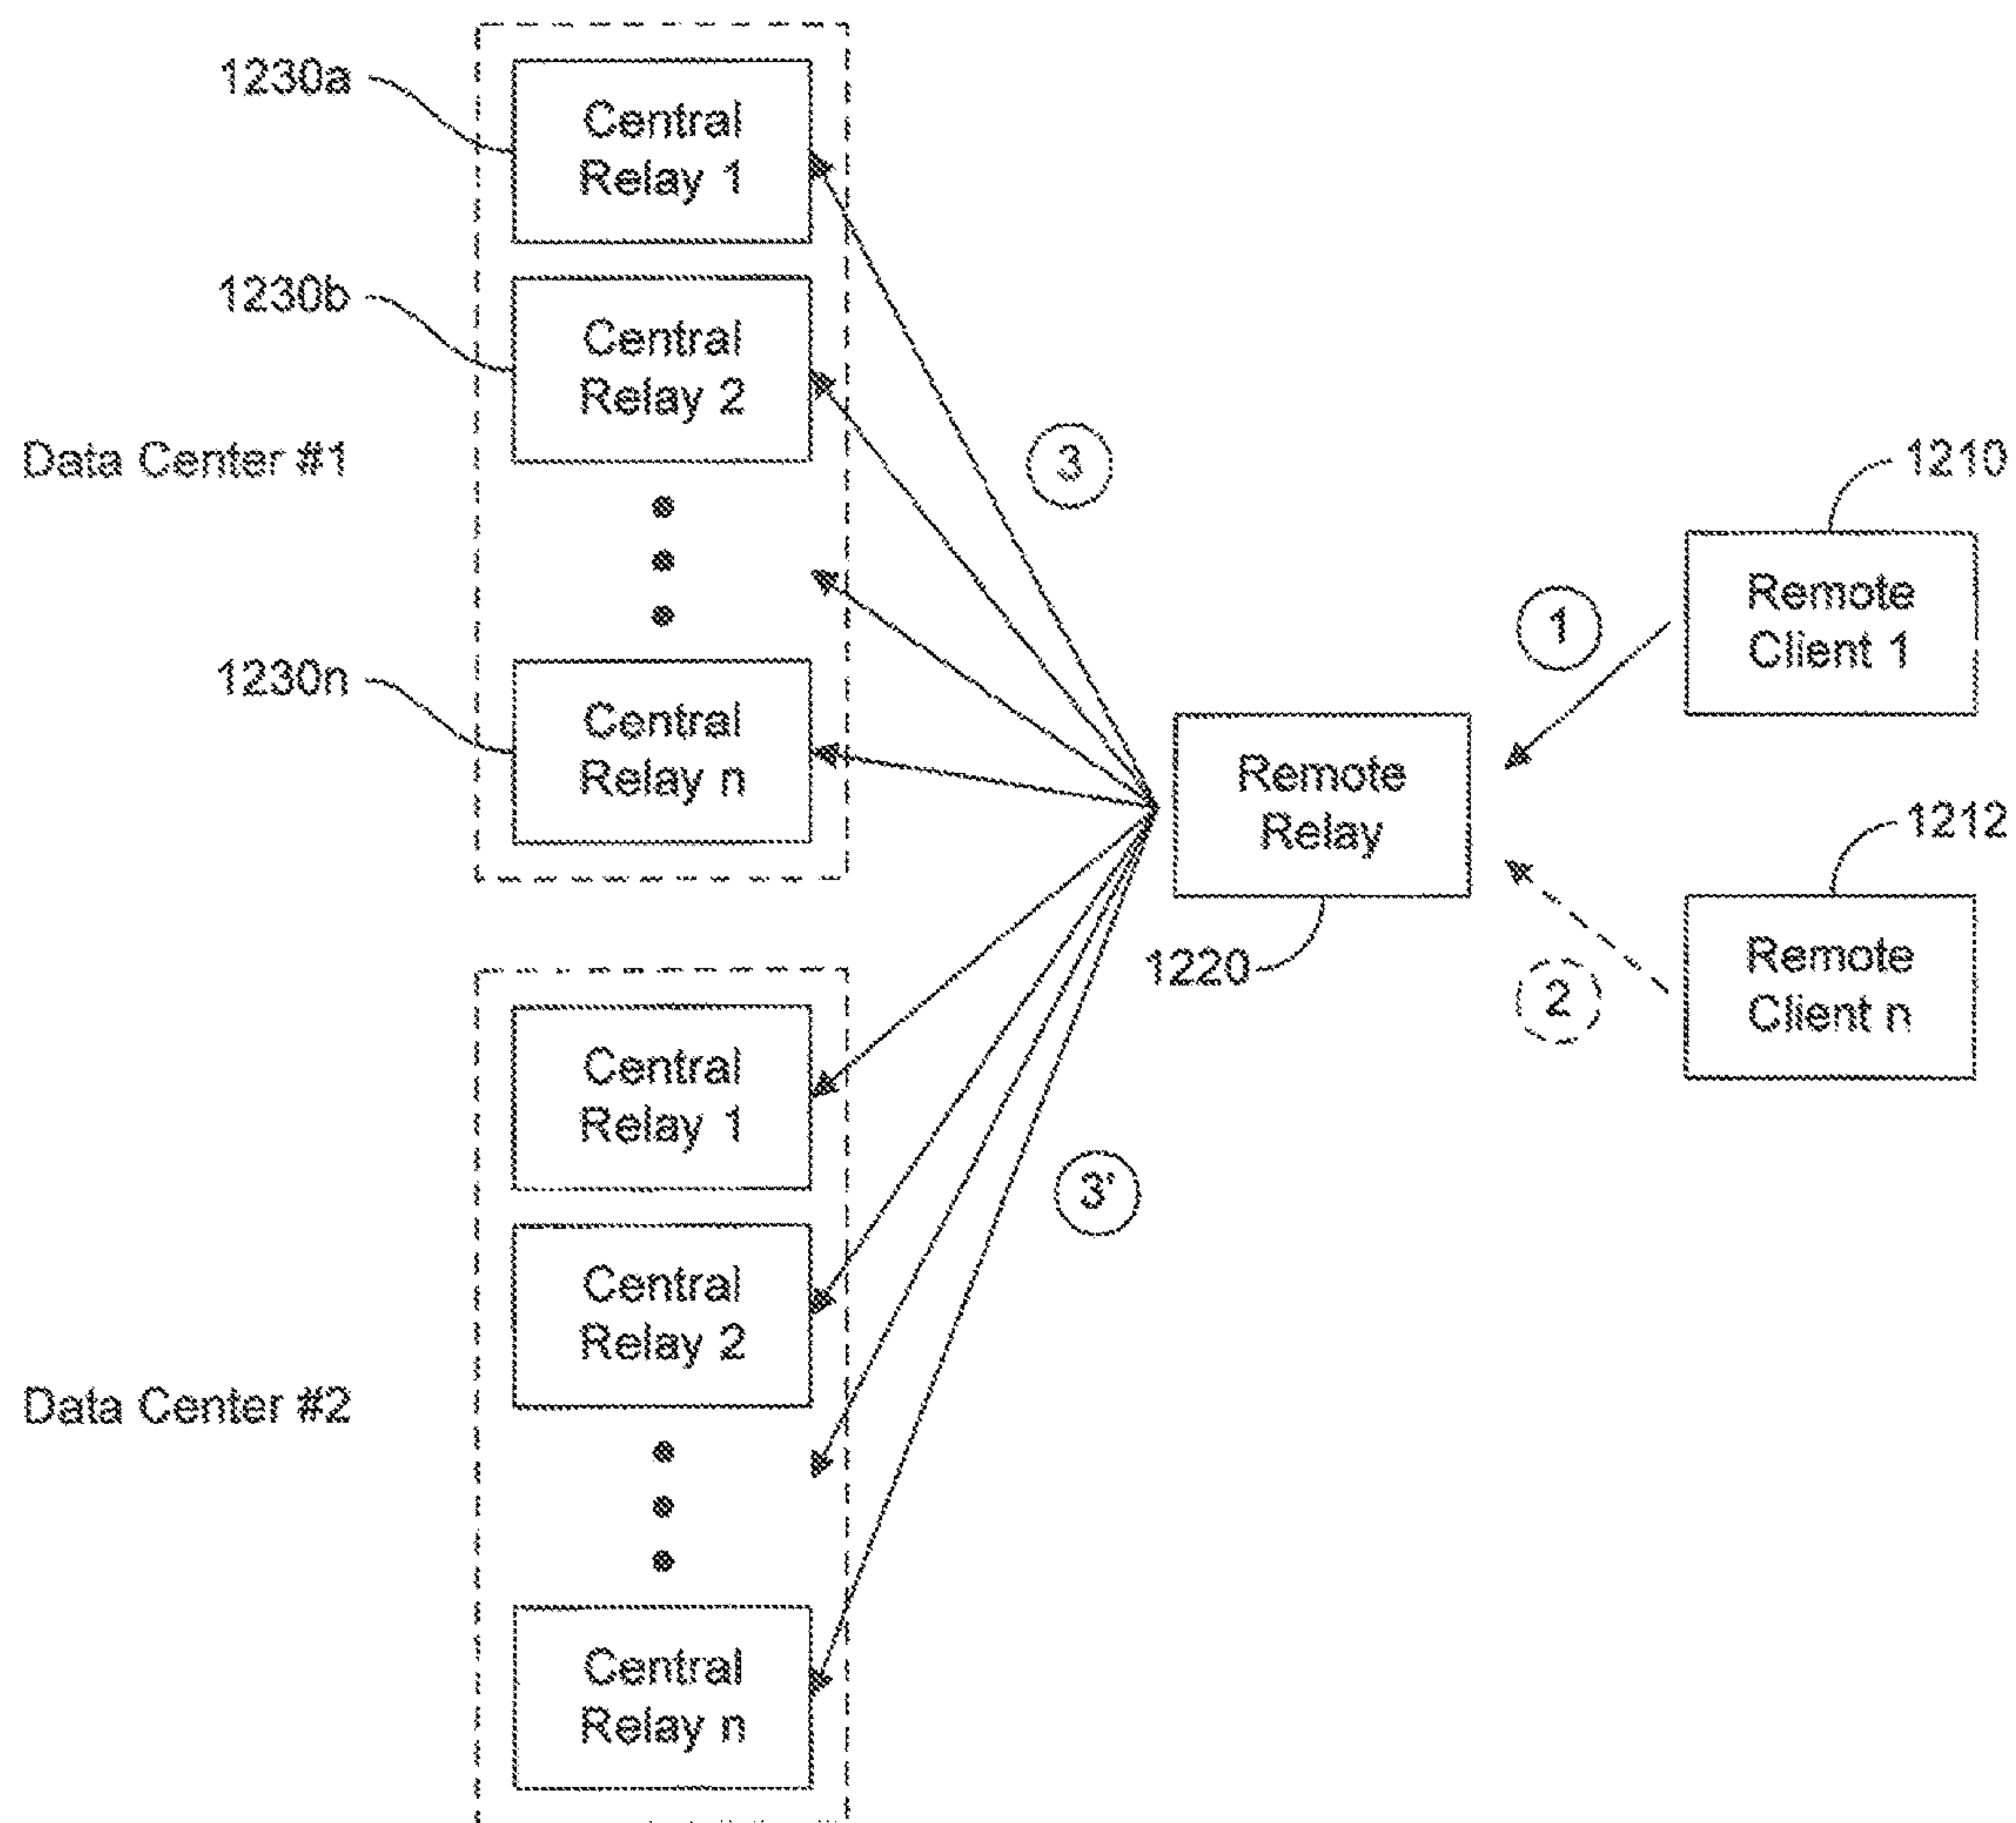 1230a
Central
Relay 1
1230b
Central
Relay 2
Data Center #1
3
1230n
Central
Relay n
1210
Remote
Client 1
1
Remote
Relay
1220
1212
Remote
Client n
2
Central
Relay 1
3'
Central
Relay 2
Data Center #2
Central
Relay n